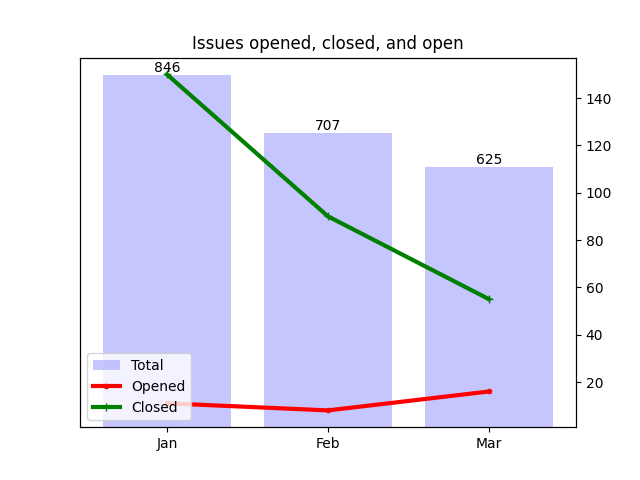 Issues opened, closed, and open
846
707
625
140
120
100
80
60
40
20
Total
Opened
Closed
Jan
Feb
Mar